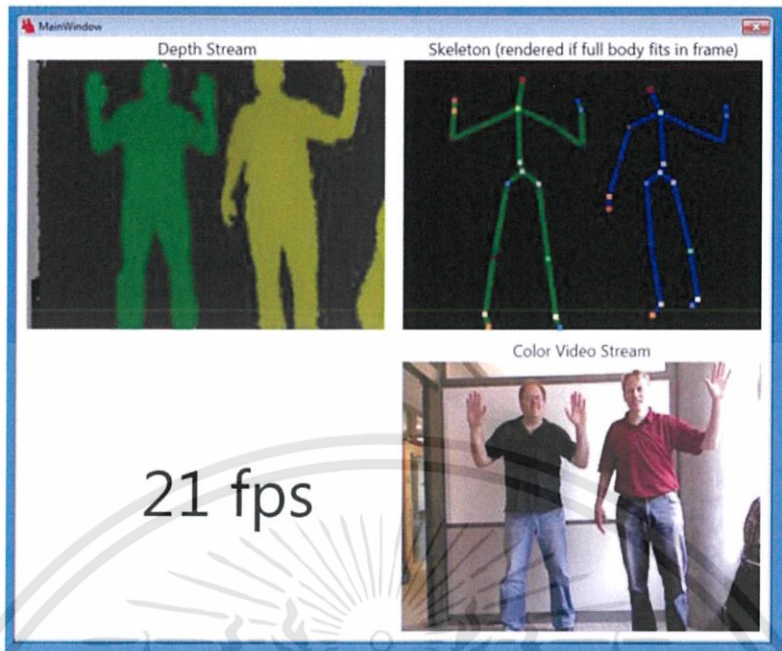 MainWindow
Depth Stream
Skeleton (rendered if full body fits in frame)
Color Video Stream
21 fps